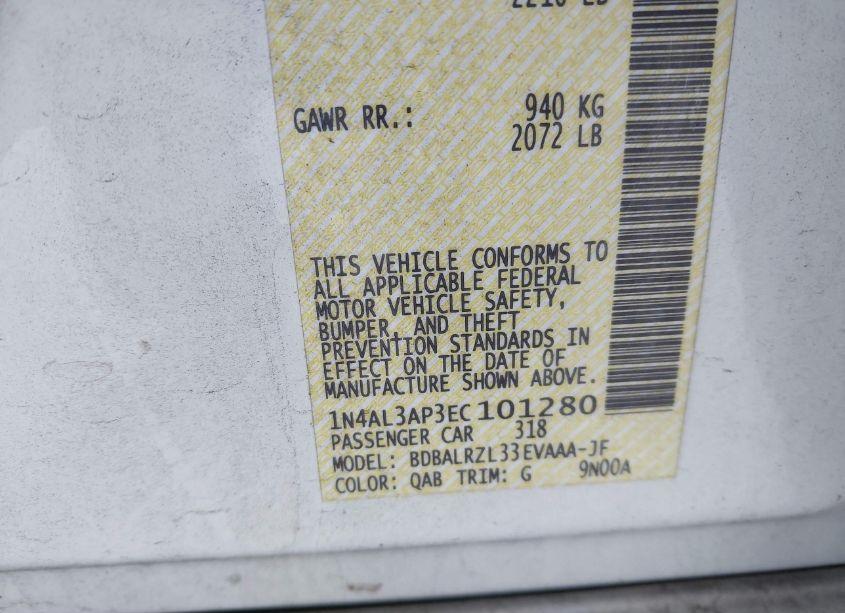 2210 LB
GAWR RR.: 940 KG
2072 LB
THIS VEHICLE CONFORMS TO
ALL APPLICABLE FEDERAL
MOTOR VEHICLE SAFETY,
BUMPER, AND THEFT
PREVENTION STANDARDS IN
EFFECT ON THE DATE OF
MANUFACTURE SHOWN ABOVE.
1N4AL3AP3EC101280
PASSENGER CAR 318
MODEL: BDBALRZL33EVAAA-JF
COLOR: QAB TRIM: G 9N00A